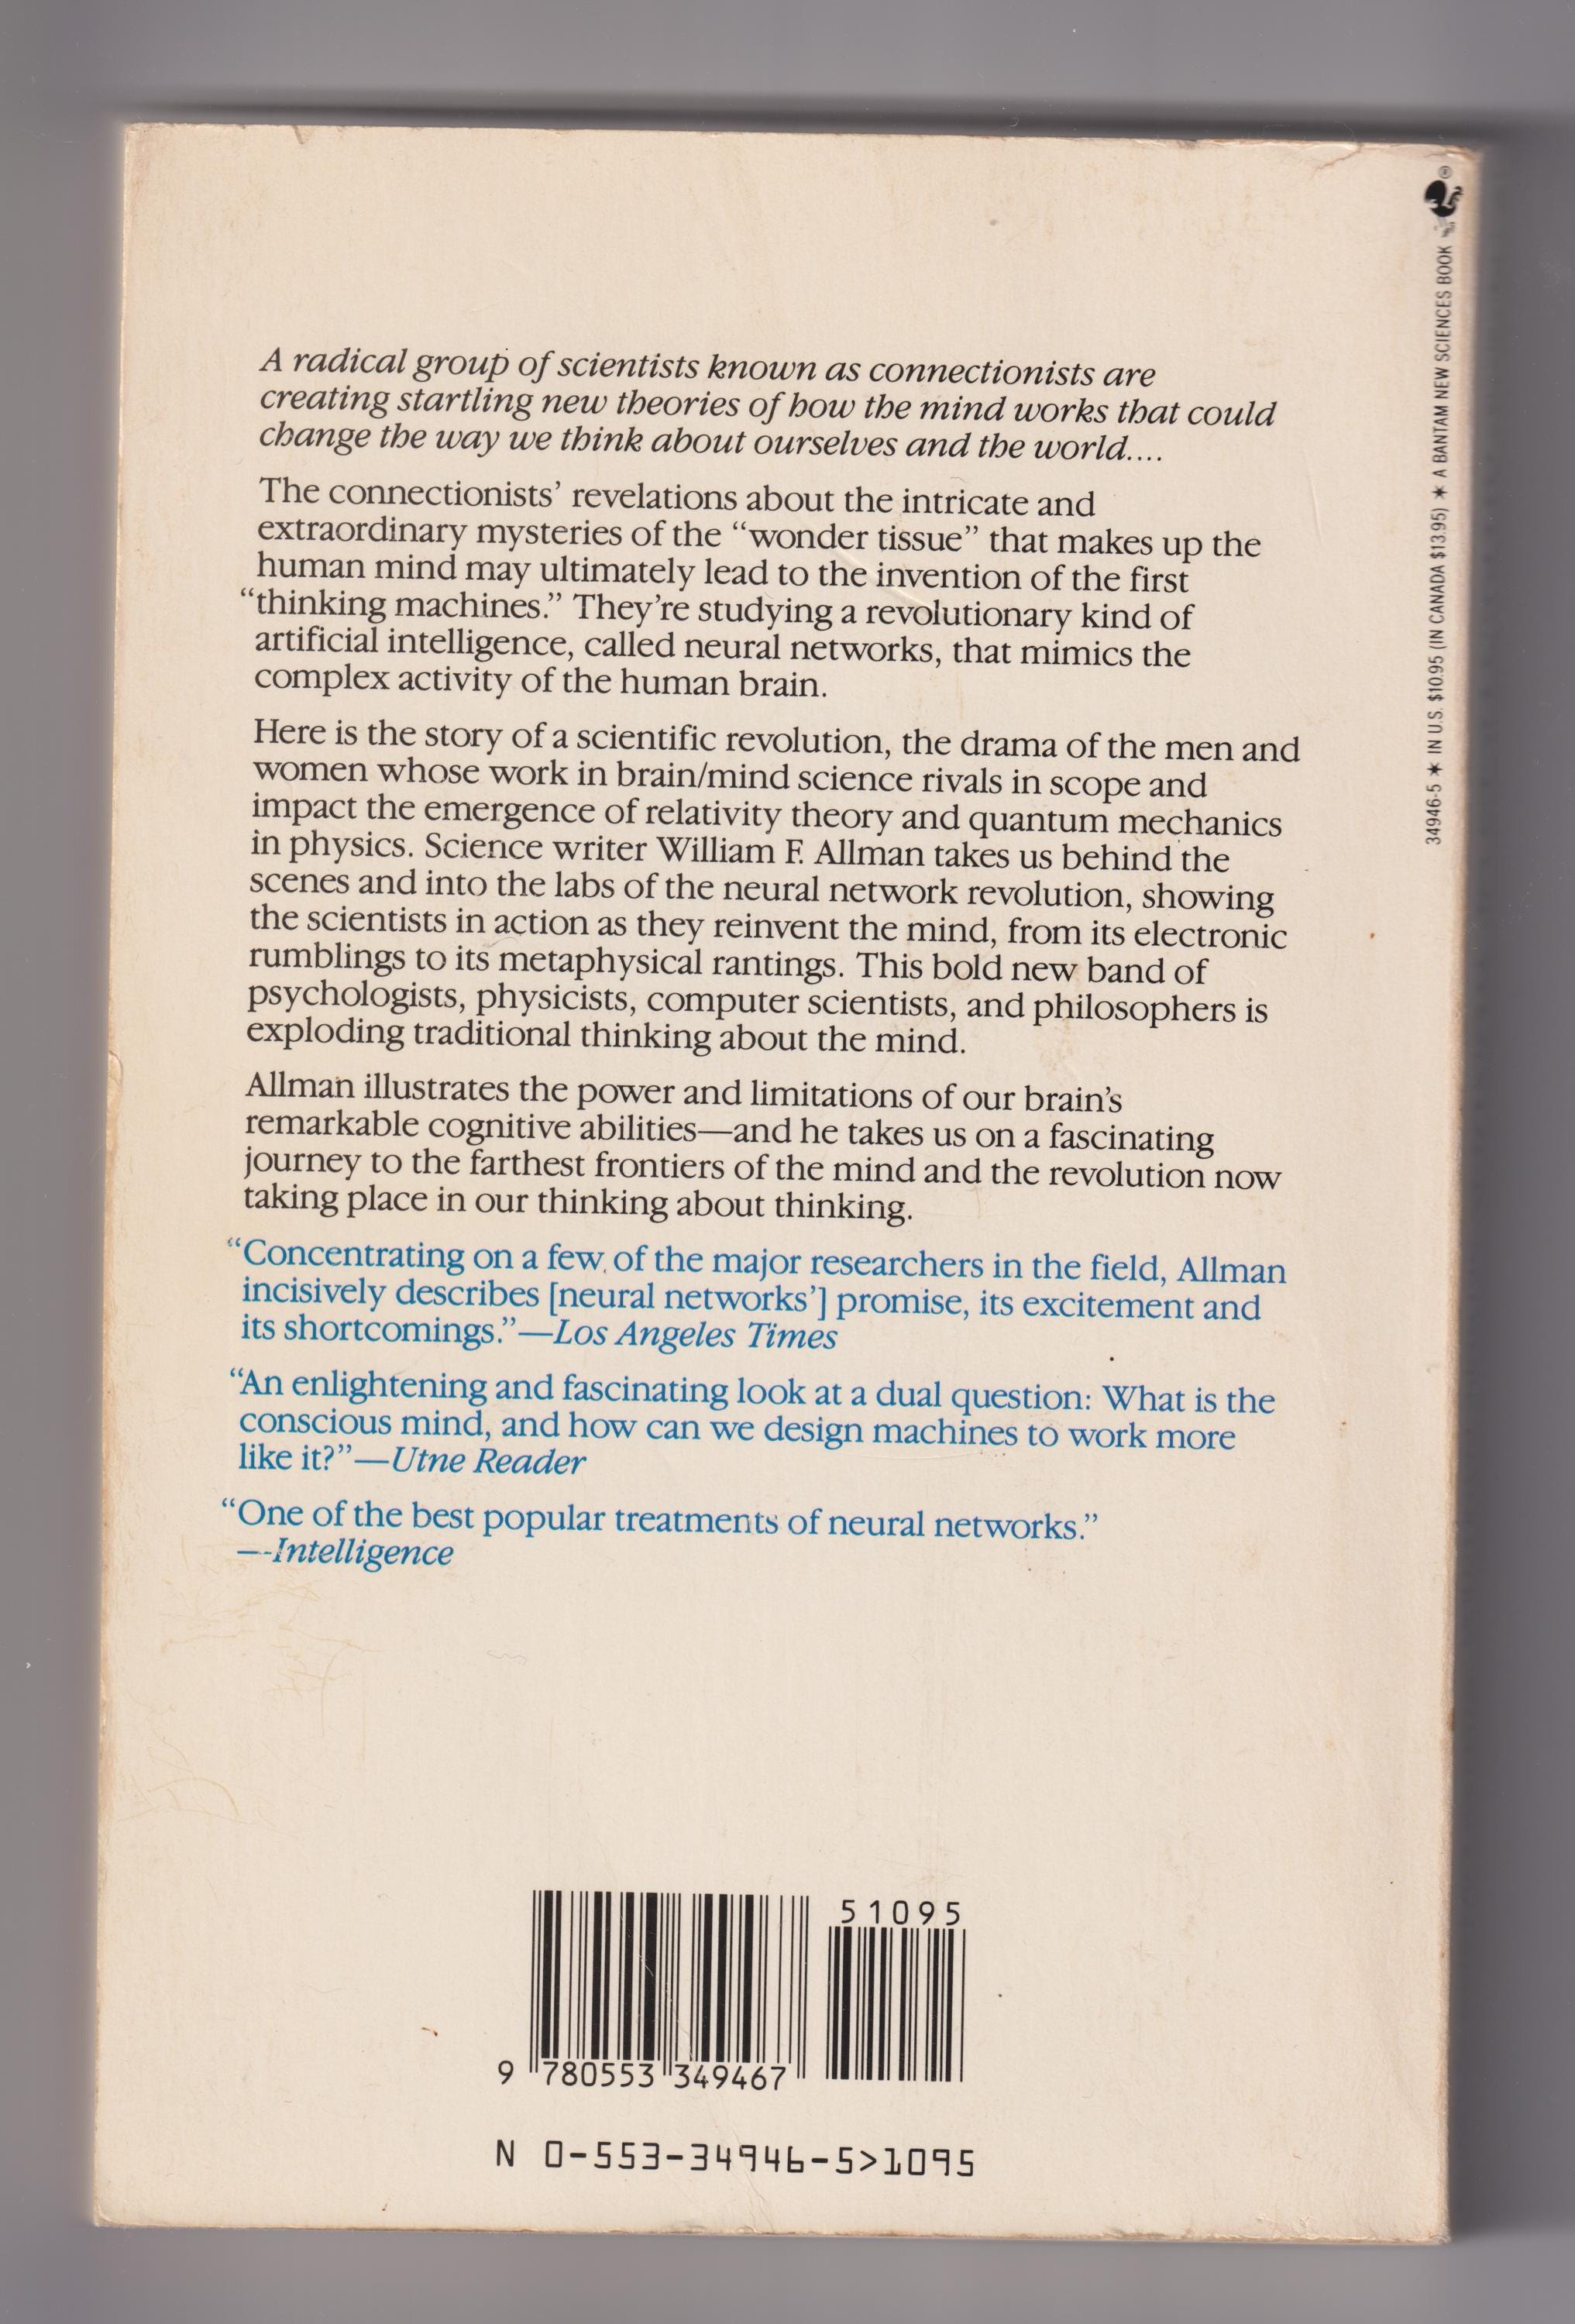 A radical group of scientists known as connectionists are
creating startling new theories of how the mind works that could
change the way we think about ourselves and the world....
The connectionists’ revelations about the intricate and
extraordinary mysteries of the “wonder tissue” that makes up the
human mind may ultimately lead to the invention of the first
“thinking machines.” They’re studying a revolutionary kind of
artificial intelligence, called neural networks, that mimics the
complex activity of the human brain.
Here is the story of a scientific revolution, the drama of the men and
women whose work in brain/mind science rivals in scope and
impact the emergence of relativity theory and quantum mechanics
in physics. Science writer William F. Allman takes us behind the
scenes and into the labs of the neural network revolution, showing
the scientists in action as they reinvent the mind, from its electronic
rumblings to its metaphysical rantings. This bold new band of
psychologists, physicists, computer scientists, and philosophers is
exploding traditional thinking about the mind.
Allman illustrates the power and limitations of our brain’s
remarkable cognitive abilities—and he takes us on a fascinating
journey to the farthest frontiers of the mind and the revolution now
taking place in our thinking about thinking.
“Concentrating on a few of the major researchers in the field, Allman
incisively describes [neural networks’] promise, its excitement and
its shortcomings.”—Los Angeles Times
“An enlightening and fascinating look at a dual question: What is the
conscious mind, and how can we design machines to work more
like it?”—Utne Reader
“One of the best popular treatments of neural networks.”
—Intelligence
51095
9 780553 349467
N 0-553-34946-5>1095
34946-5 * IN U.S. $10.95 (IN CANADA $13.95) * A BANTAM NEW SCIENCES BOOK ®